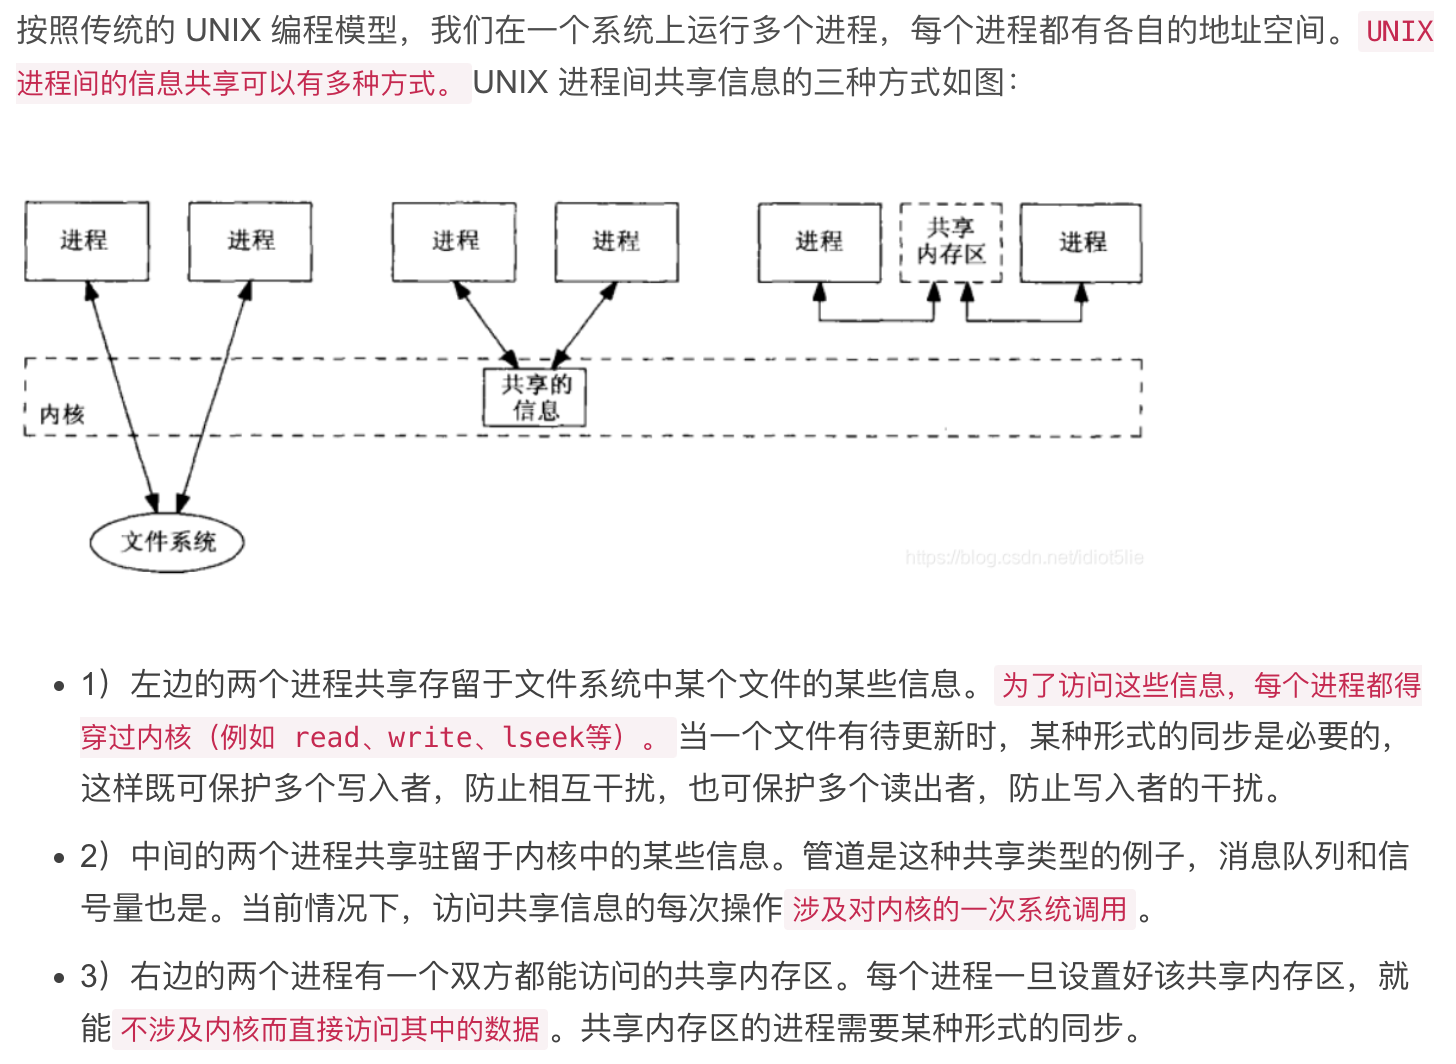 按照传统的 UNIX 编程模型，我们在一个系统上运行多个进程，每个进程都有各自的地址空间。UNIX
进程间的信息共享可以有多种方式。UNIX 进程间共享信息的三种方式如图：
进程 进程 进程 进程 进程 共享 进程
内存区
共享的
信息
内核
文件系统
https://blog.csdn.net/idiot5lie
1）左边的两个进程共享存留于文件系统中某个文件的某些信息。为了访问这些信息，每个进程都得
穿过内核（例如 read、write、lseek等）。当一个文件有待更新时，某种形式的同步是必要的，
这样既可保护多个写入者，防止相互干扰，也可保护多个读出者，防止写入者的干扰。
2）中间的两个进程共享驻留于内核中的某些信息。管道是这种共享类型的例子，消息队列和信
号量也是。当前情况下，访问共享信息的每次操作涉及对内核的一次系统调用。
3）右边的两个进程有一个双方都能访问的共享内存区。每个进程一旦设置好该共享内存区，就
能不涉及内核而直接访问其中的数据。共享内存区的进程需要某种形式的同步。